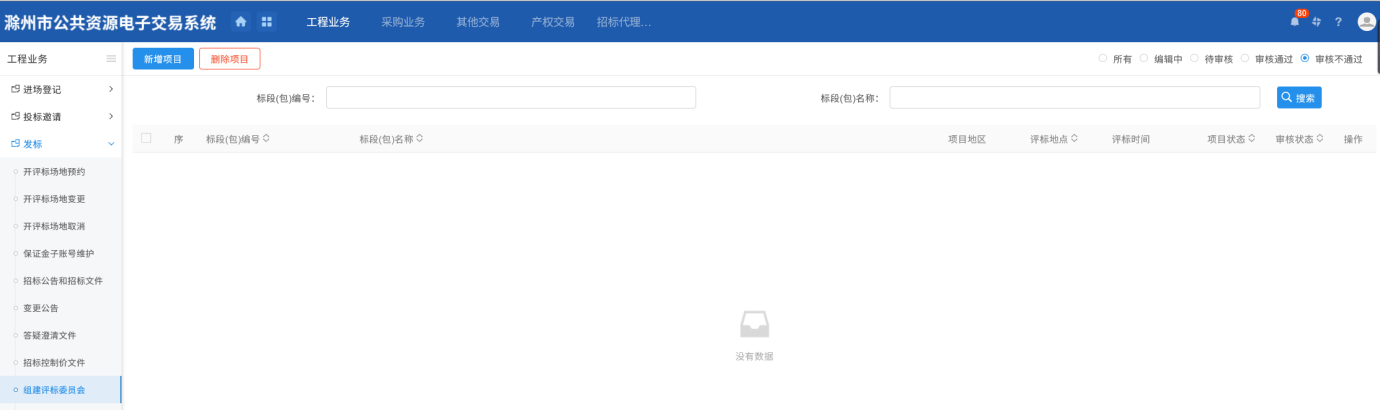 滁州市公共资源电子交易系统 工程业务 采购业务 其他交易 产权交易 招标代理... 80 ?
工程业务 新增项目 删除项目 所有 编辑中 待审核 审核通过 审核不通过
进场登记
标段(包)编号： 标段(包)名称： 搜索
投标邀请
发标
序 标段(包)编号 标段(包)名称 项目地区 评标地点 评标时间 项目状态 审核状态 操作
开评标场地预约
开评标场地变更
开评标场地取消
保证金子账号维护
招标公告和招标文件
变更公告
答疑澄清文件
没有数据
招标控制价文件
组建评标委员会